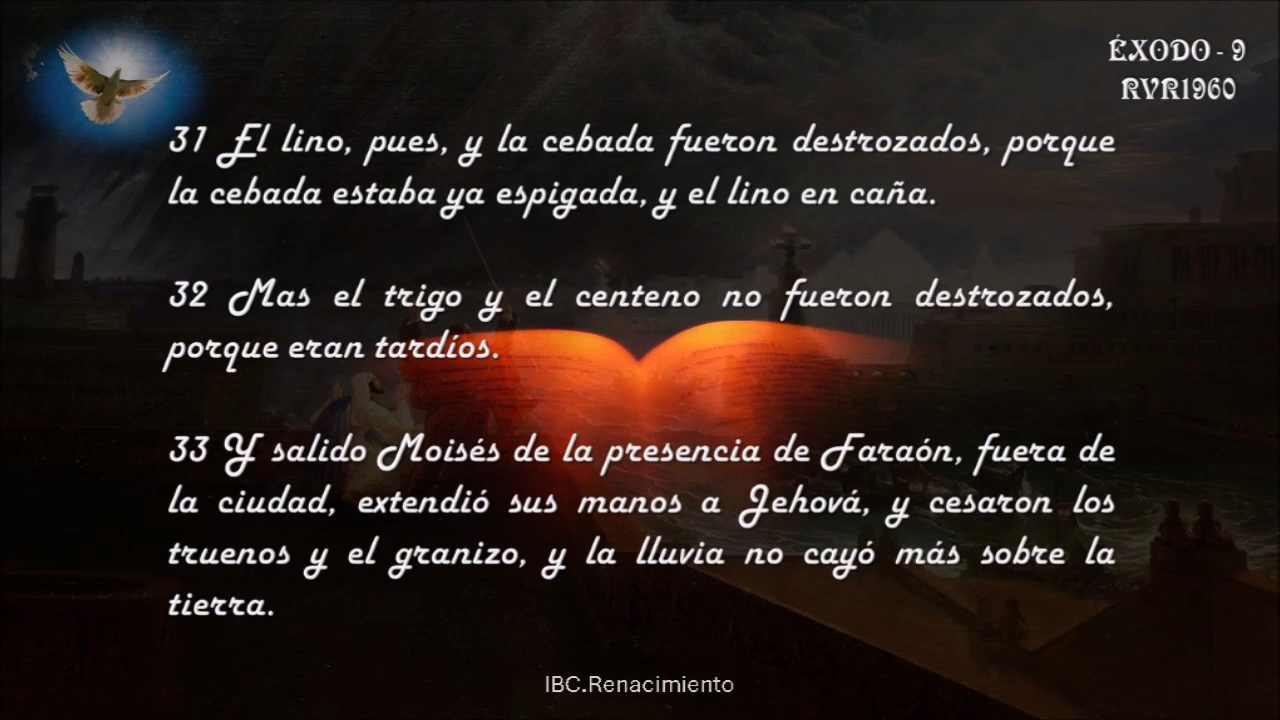 ÉXODO - 9
RVR1960
31 El lino, pues, y la cebada fueron destrozados, porque
la cebada estaba ya espigada, y el lino en caña.
32 Mas el trigo y el centeno no fueron destrozados,
porque eran tardíos.
33 Y salido Moisés de la presencia de Faraón, fuera de
la ciudad, extendió sus manos a Jehová, y cesaron los
truenos y el granizo, y la lluvia no cayó más sobre la
tierra.
IBC.Renacimiento